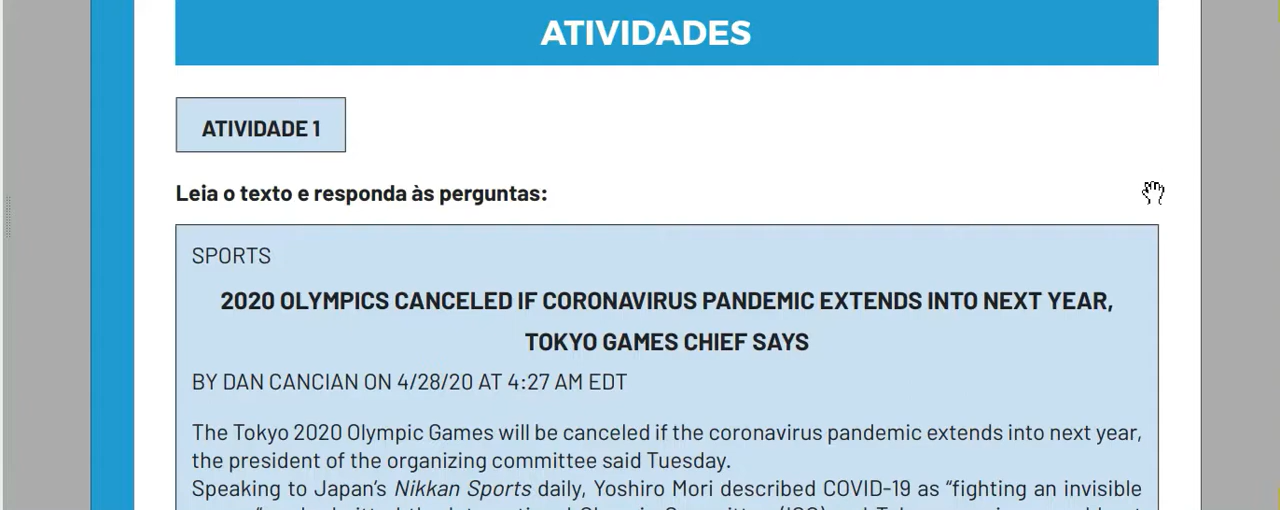 ATIVIDADES
ATIVIDADE 1
Leia o texto e responda às perguntas:
SPORTS
2020 OLYMPICS CANCELED IF CORONAVIRUS PANDEMIC EXTENDS INTO NEXT YEAR,
TOKYO GAMES CHIEF SAYS
BY DAN CANCIAN ON 4/28/20 AT 4:27 AM EDT
The Tokyo 2020 Olympic Games will be canceled if the coronavirus pandemic extends into next year,
the president of the organizing committee said Tuesday.
Speaking to Japan's Nikkan Sports daily, Yoshiro Mori described COVID-19 as “fighting an invisible